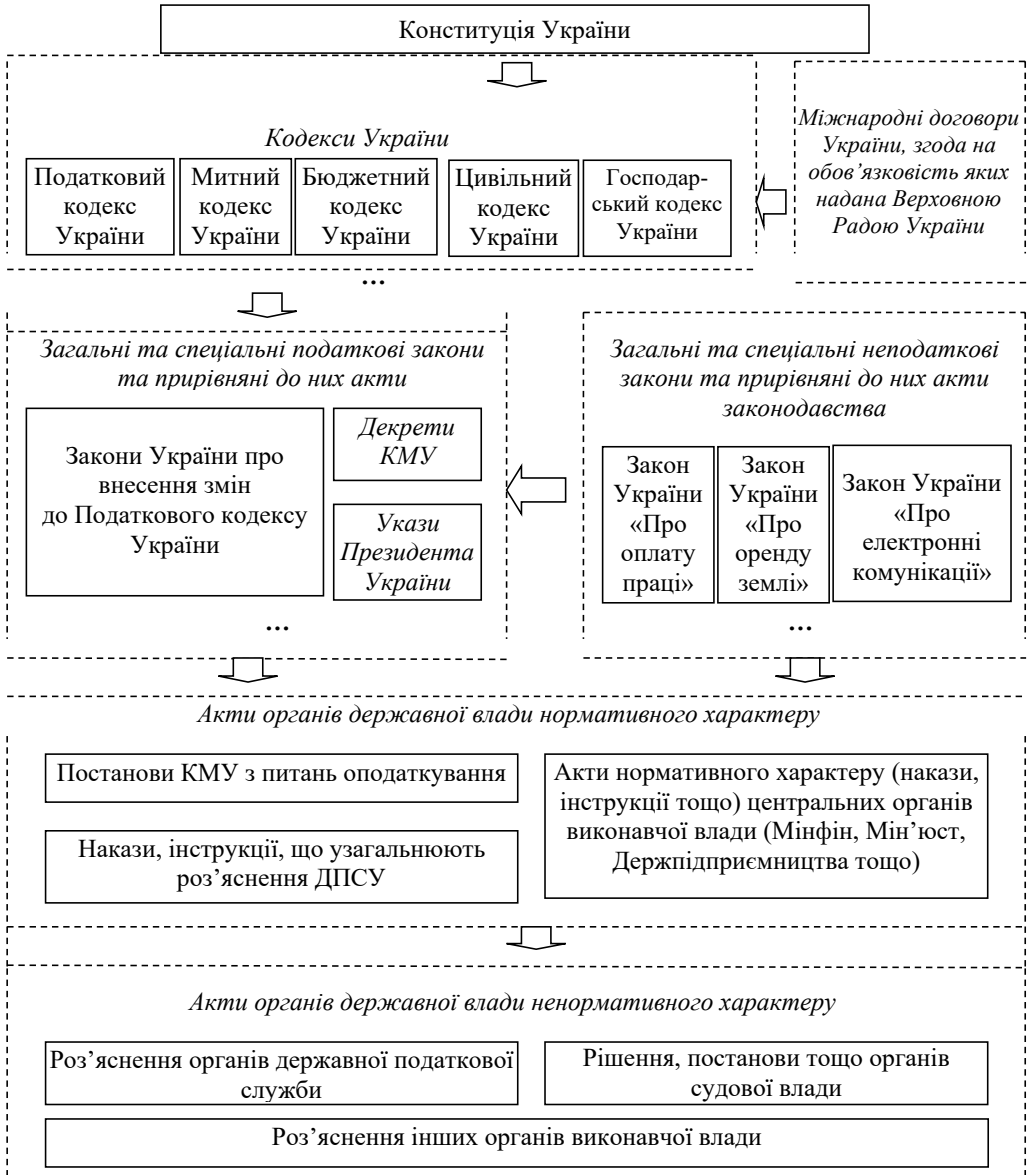 Конституція України
Кодекси України
Податковий
кодекс
України
Митний
кодекс
України
Бюджетний
кодекс
України
Цивільний
кодекс
України
Господар-
ський кодекс
України
...
Міжнародні договори
України, згода на
обов’язковість яких
надана Верховною
Радою України
Загальні та спеціальні податкові закони
та прирівняні до них акти
Закони України про
внесення змін
до Податкового кодексу
України
Декрети
КМУ
Укази
Президента
України
...
Загальні та спеціальні неподаткові
закони та прирівняні до них акти
законодавства
Закон
України
«Про
оплату
праці»
Закон
України
«Про
оренду
землі»
Закон України
«Про
електронні
комунікації»
...
Акти органів державної влади нормативного характеру
Постанови КМУ з питань оподаткування
Накази, інструкції, що узагальнюють
роз’яснення ДПСУ
Акти нормативного характеру (накази,
інструкції тощо) центральних органів
виконавчої влади (Мінфін, Мін’юст,
Держпідприємництва тощо)
Акти органів державної влади ненормативного характеру
Роз’яснення органів державної податкової
служби
Рішення, постанови тощо органів
судової влади
Роз’яснення інших органів виконавчої влади